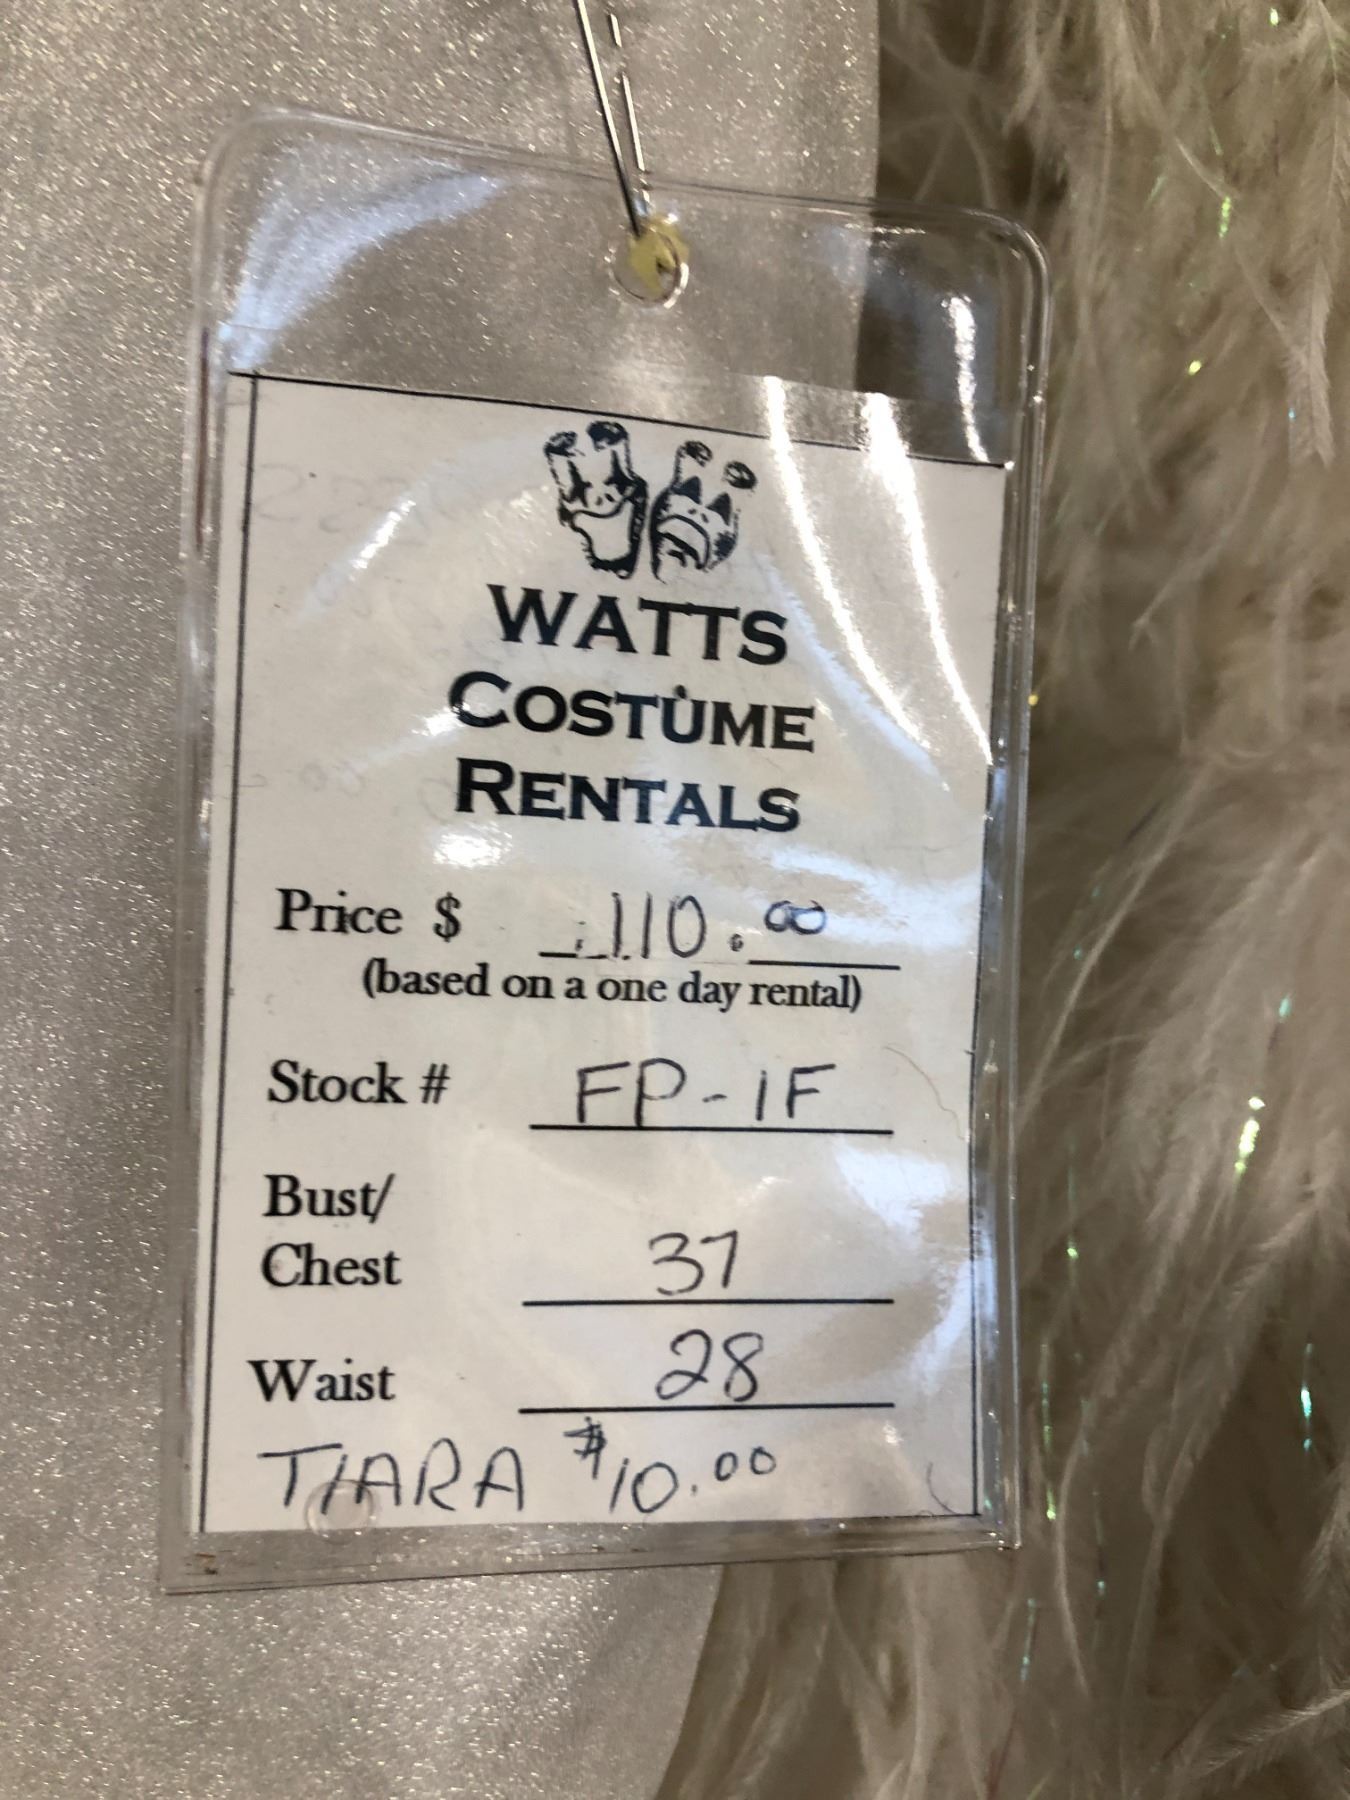 WATTS
COSTUME
RENTALS
Price $ 110.00
(based on a one day rental)
Stock # FP-1F
Bust/
Chest 37
Waist 28
TIARA $10.00